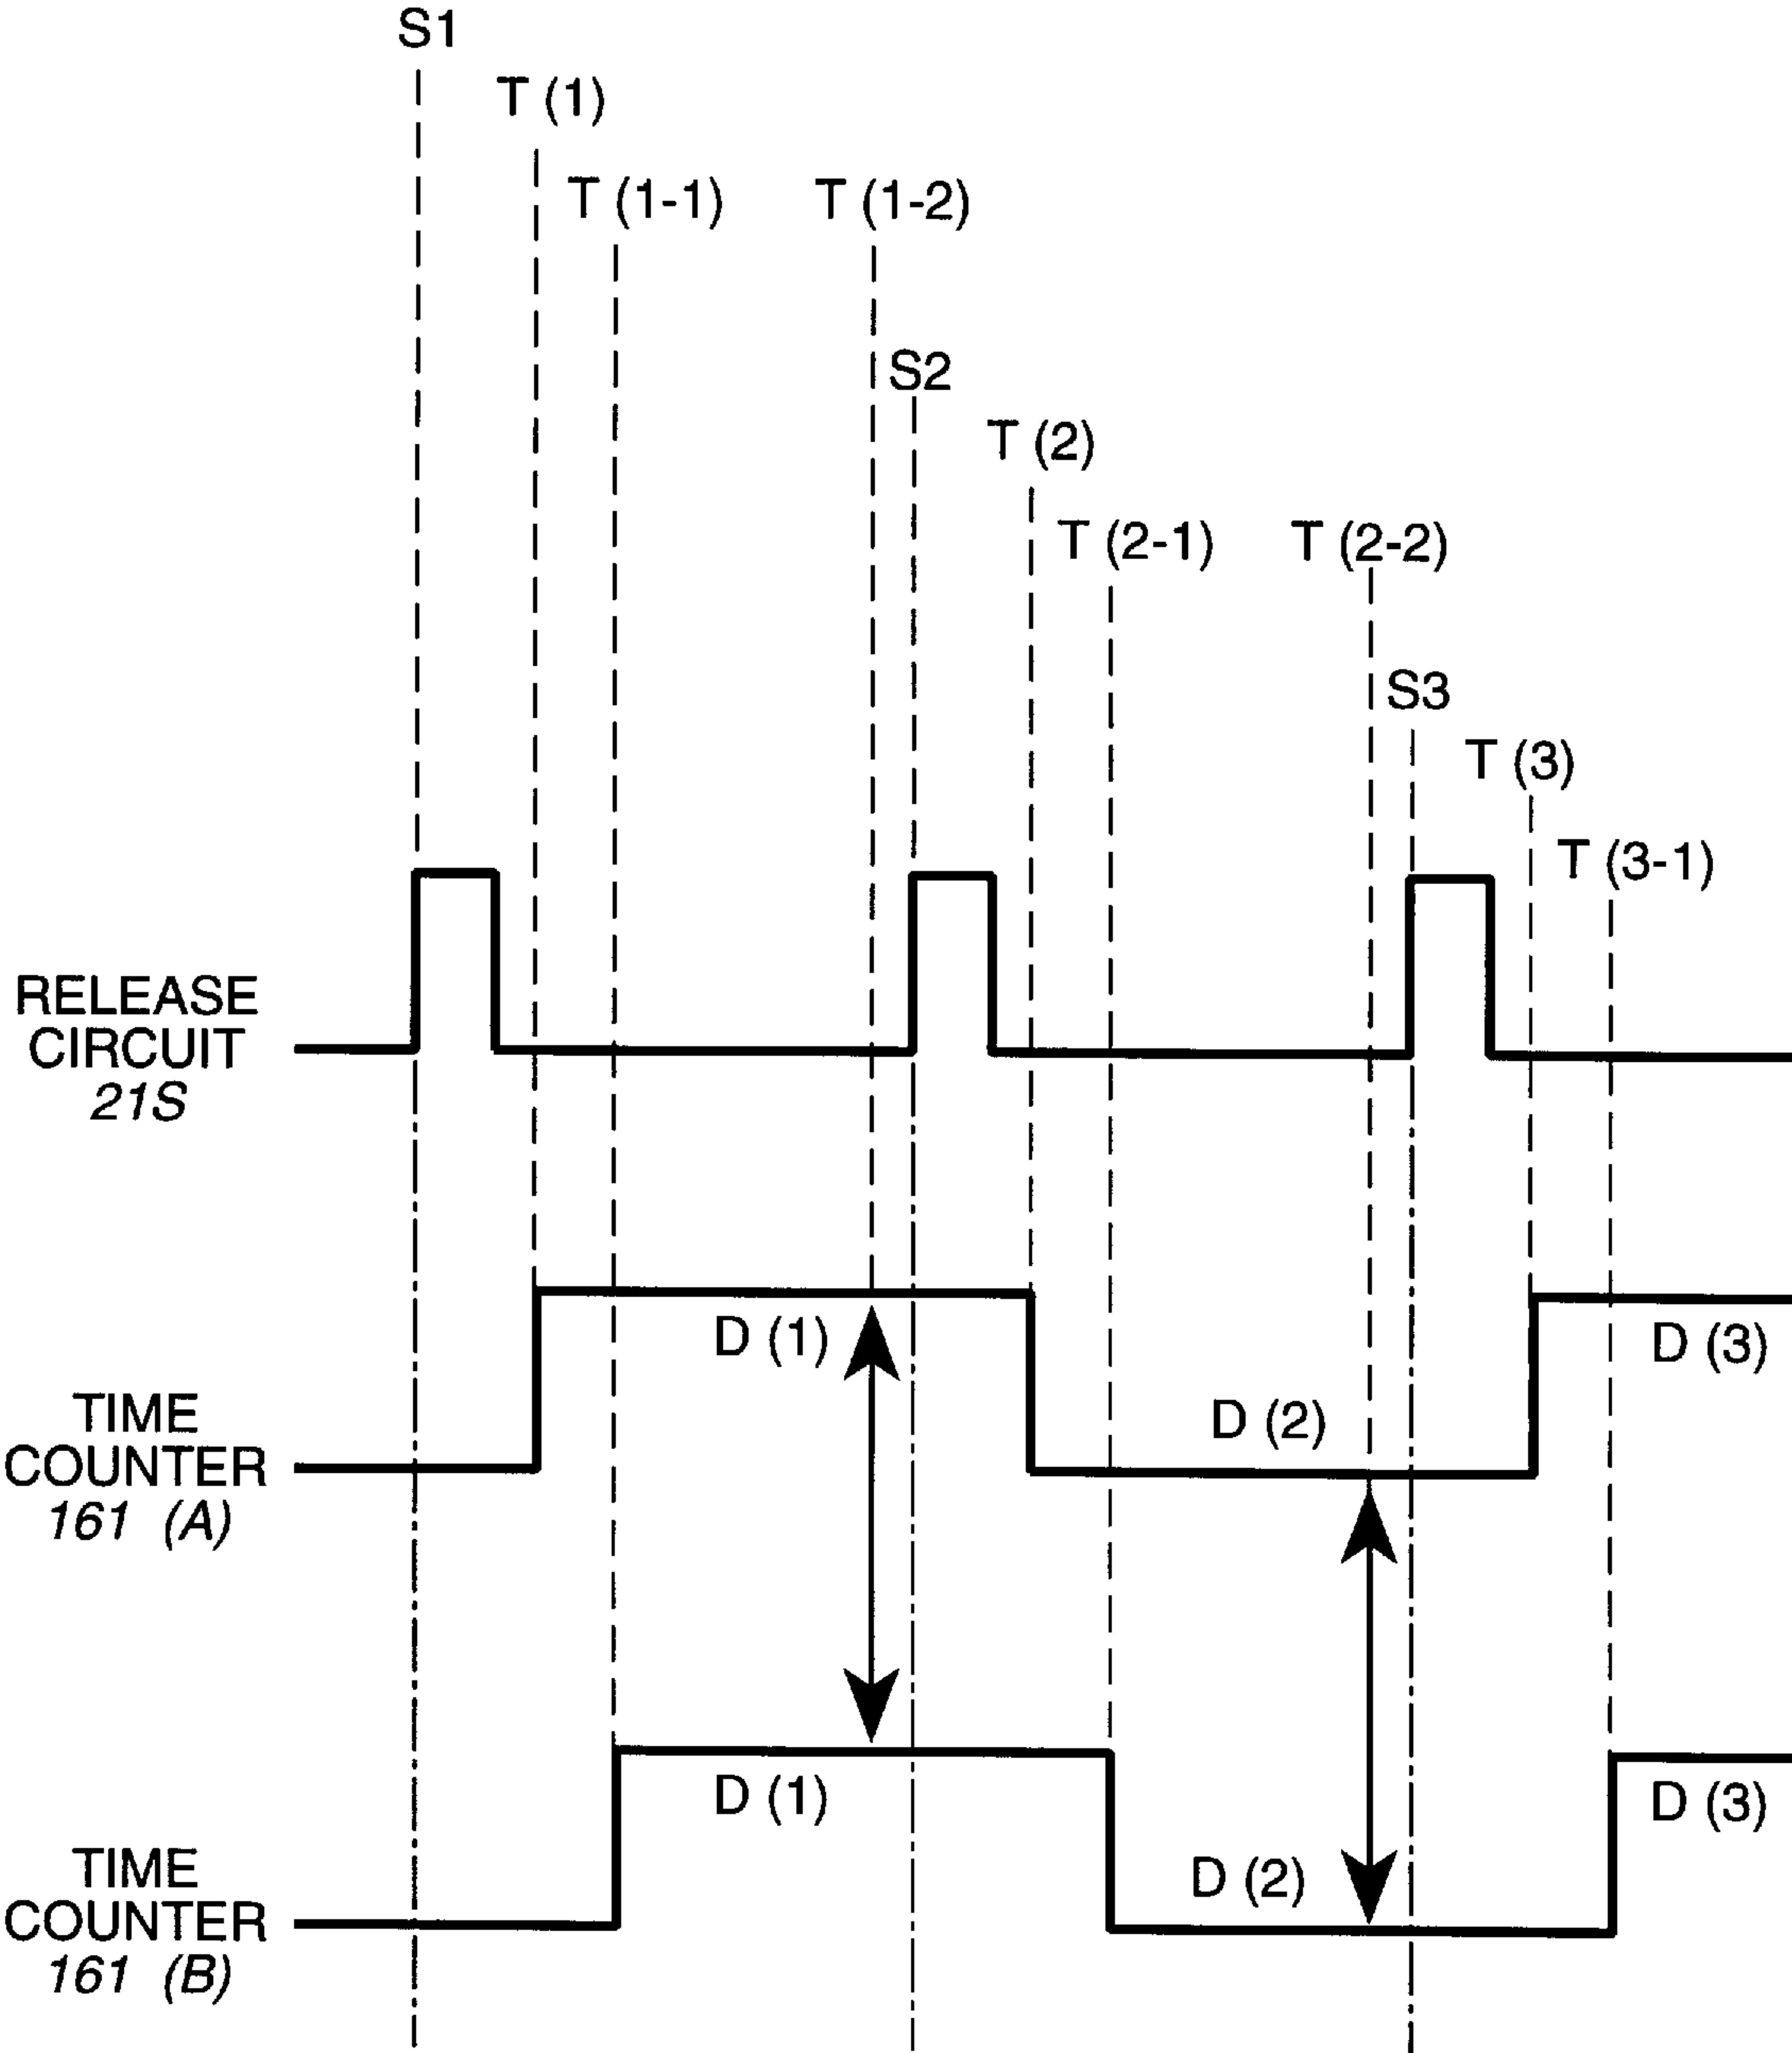 S1
T (1)
T (1-1)
T (1-2)
S2
T (2)
T (2-1)
T (2-2)
S3
T (3)
T (3-1)
RELEASE
CIRCUIT
21S
D (1)
D (3)
TIME
COUNTER
161 (A)
D (2)
D (1)
D (3)
TIME
COUNTER
161 (B)
D (2)